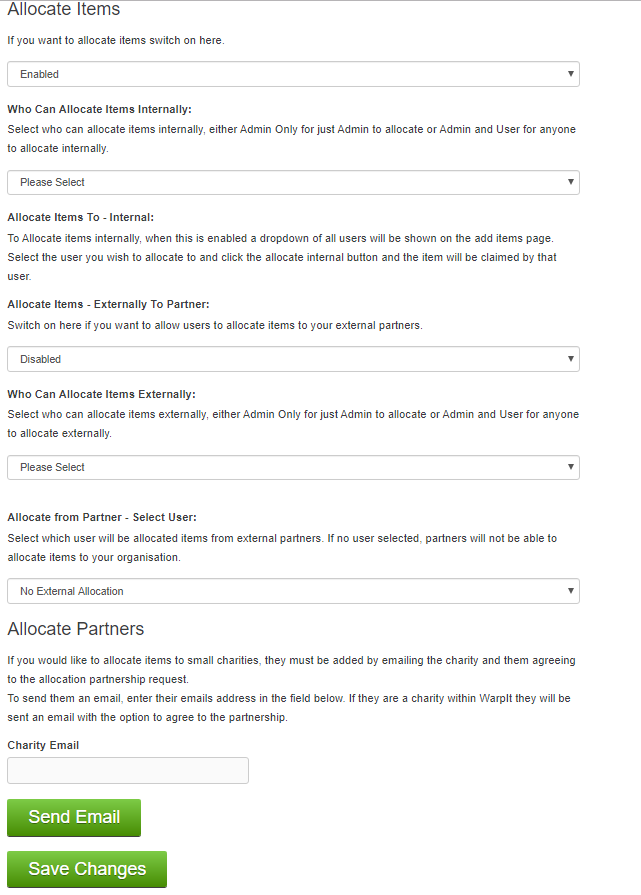 Allocate Items
If you want to allocate items switch on here.
Enabled
Who Can Allocate Items Internally:
Select who can allocate items internally, either Admin Only for just Admin to allocate or Admin and User for anyone
to allocate internally.
Please Select
Allocate Items To - Internal:
To Allocate items internally, when this is enabled a dropdown of all users will be shown on the add items page.
Select the user you wish to allocate to and click the allocate internal button and the item will be claimed by that
user.
Allocate Items - Externally To Partner:
Switch on here if you want to allow users to allocate items to your external partners.
Disabled
Who Can Allocate Items Externally:
Select who can allocate items externally, either Admin Only for just Admin to allocate or Admin and User for anyone
to allocate externally.
Please Select
Allocate from Partner - Select User:
Select which user will be allocated items from external partners. If no user selected, partners will not be able to
allocate items to your organisation.
No External Allocation
Allocate Partners
If you would like to allocate items to small charities, they must be added by emailing the charity and them agreeing
to the allocation partnership request.
To send them an email, enter their emails address in the field below. If they are a charity within WarpIt they will be
sent an email with the option to agree to the partnership.
Charity Email
Send Email
Save Changes